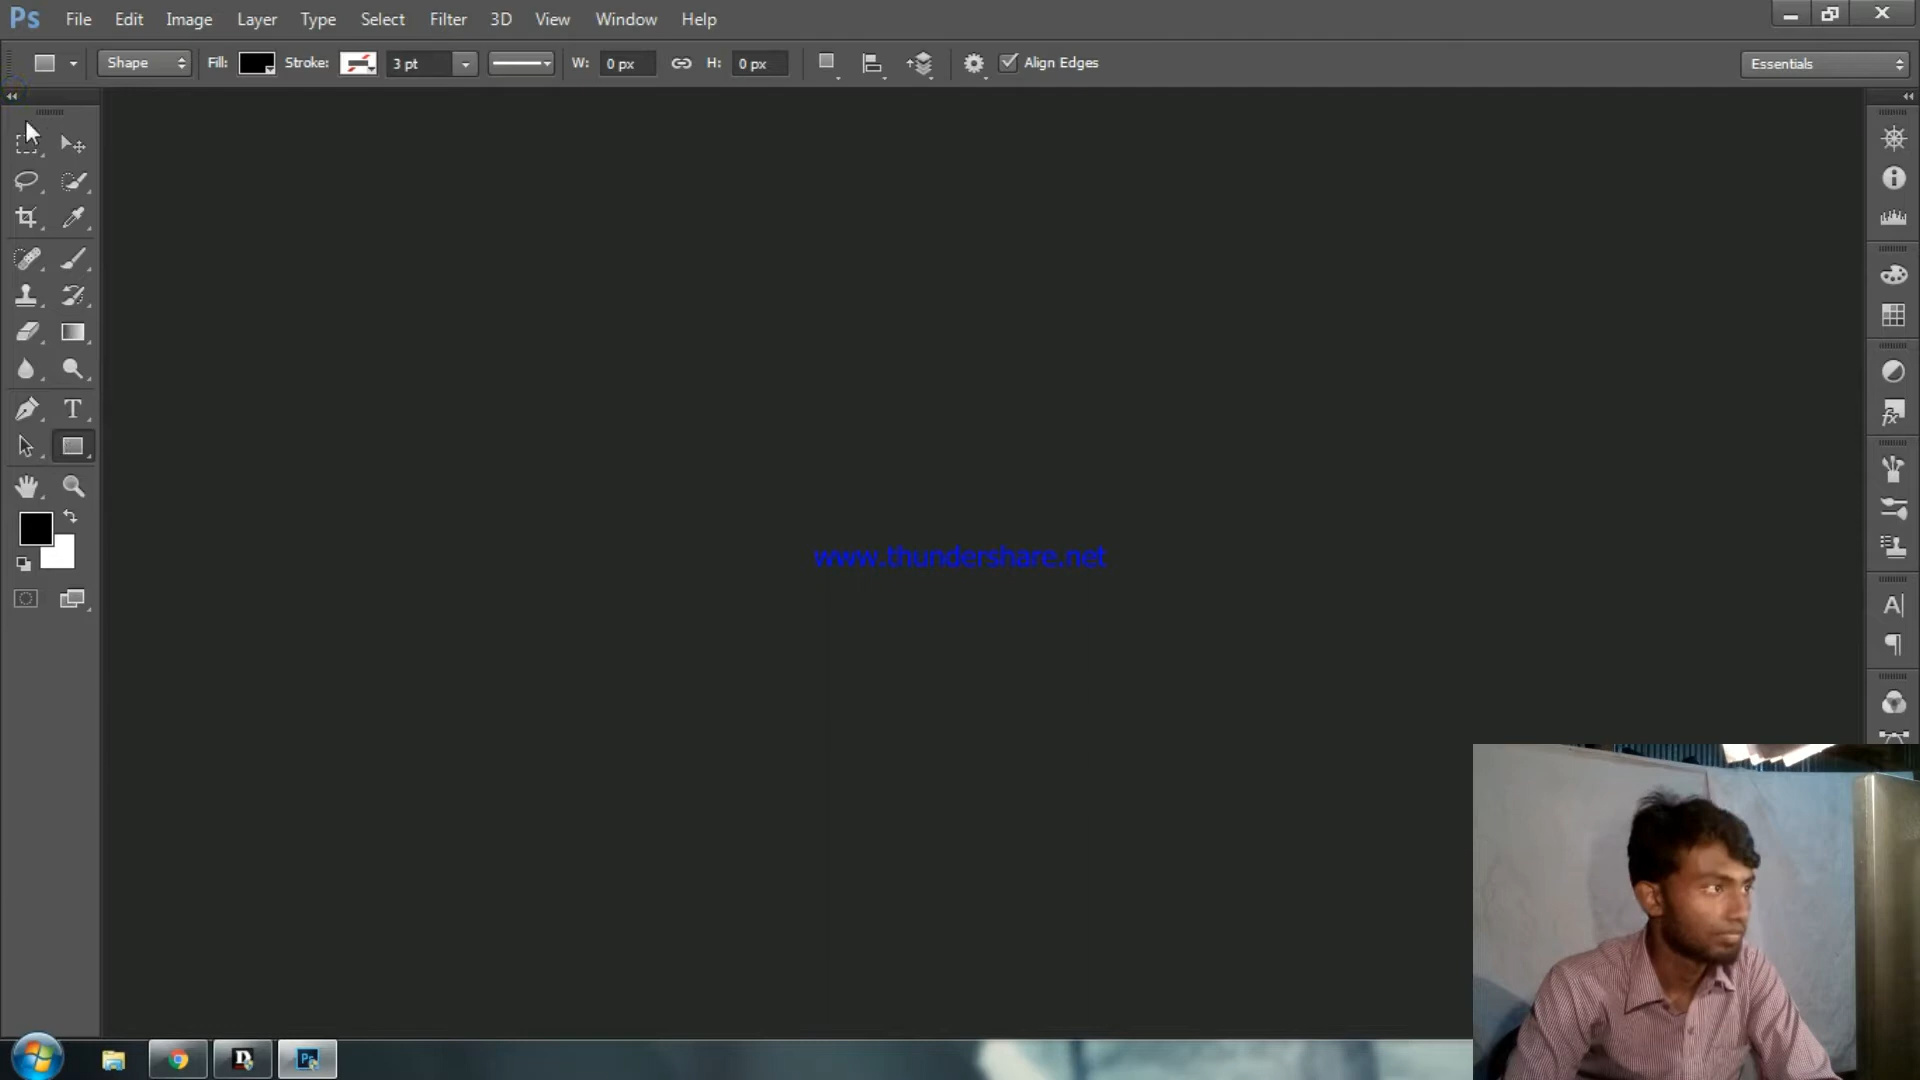 Ps File Edit Image Layer Type Select Filter 3D View Window Help
Shape Fill: Stroke: 3 pt W: 0 px H: 0 px Align Edges Essentials
www.thundershare.net